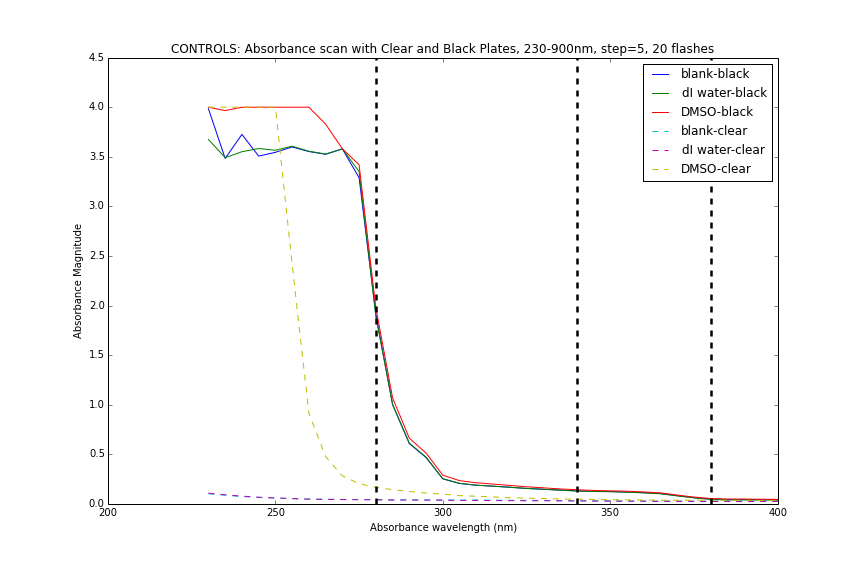 CONTROLS: Absorbance scan with Clear and Black Plates, 230-900nm, step=5, 20 flashes
4.5
4.0
3.5
3.0
2.5
2.0
1.5
1.0
0.5
0.0
Absorbance Magnitude
blank-black
dI water-black
DMSO-black
blank-clear
dI water-clear
DMSO-clear
200 250 300 350 400
Absorbance wavelength (nm)